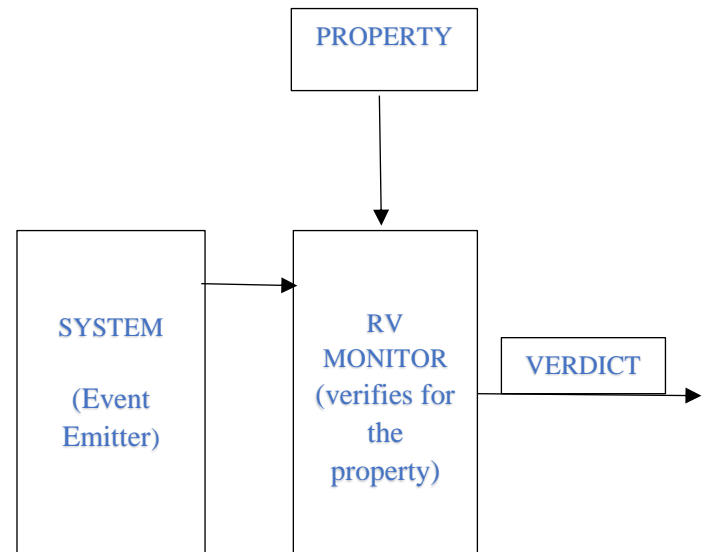 PROPERTY
SYSTEM
(Event
Emitter)
RV
MONITOR
(verifies for
the
property)
VERDICT